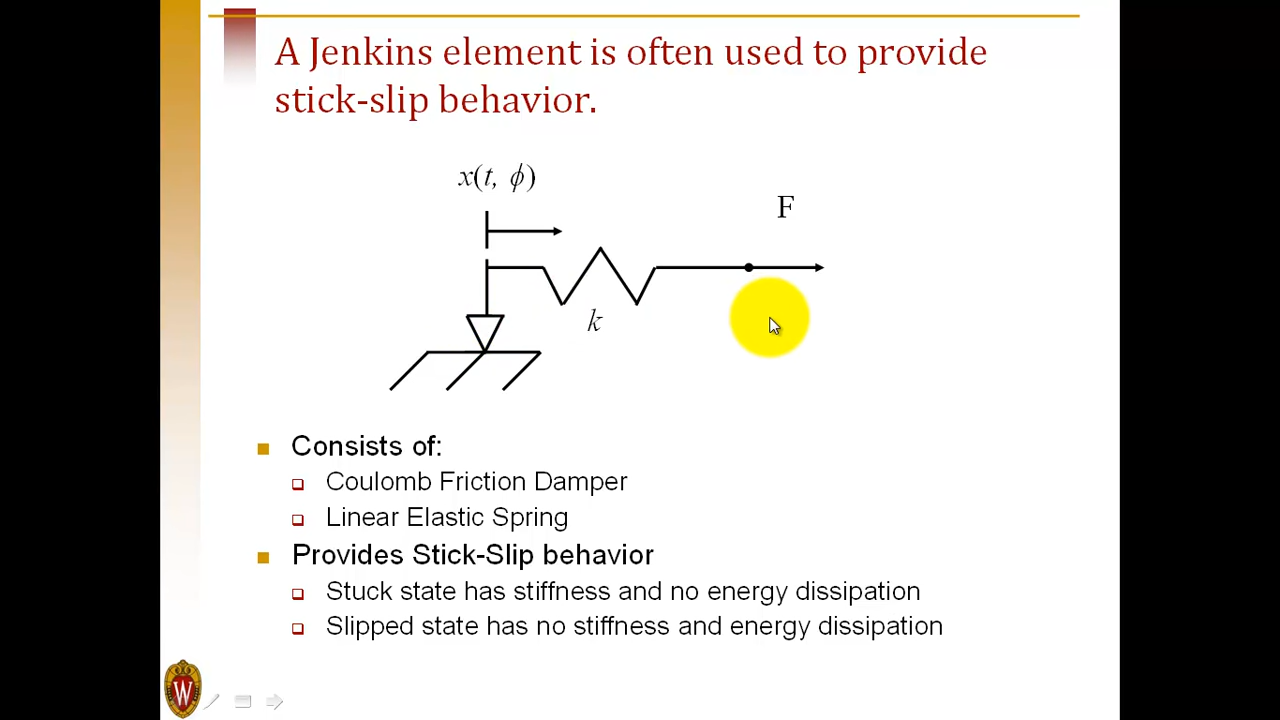 A Jenkins element is often used to provide
stick-slip behavior.
x(t, ϕ)
F
k
Consists of:
Coulomb Friction Damper
Linear Elastic Spring
Provides Stick-Slip behavior
Stuck state has stiffness and no energy dissipation
Slipped state has no stiffness and energy dissipation
W